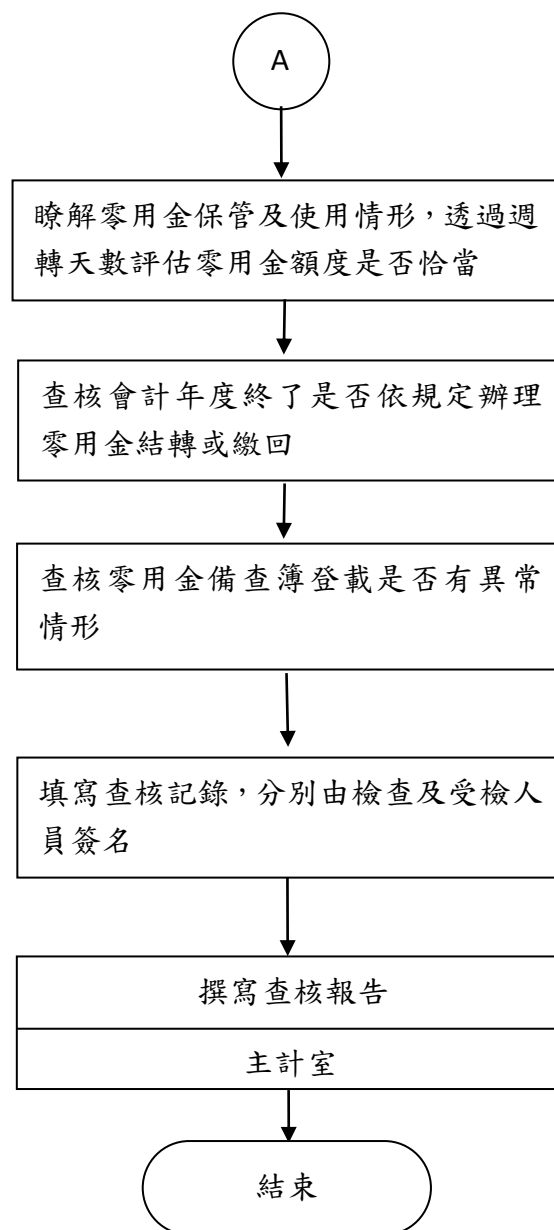 A
瞭解零用金保管及使用情形，透過週
轉天數評估零用金額度是否恰當
查核會計年度終了是否依規定辦理
零用金結轉或繳回
查核零用金備查簿登載是否有異常
情形
填寫查核記錄，分別由檢查及受檢人
員簽名
撰寫查核報告
主計室
結束